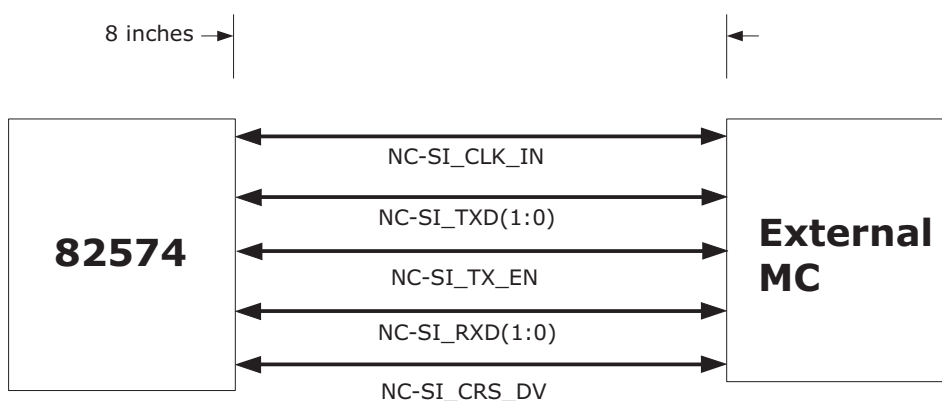 8 inches
NC-SI_CLK_IN
NC-SI_TXD(1:0)
82574
External
MC
NC-SI_TX_EN
NC-SI_RXD(1:0)
NC-SI_CRS_DV